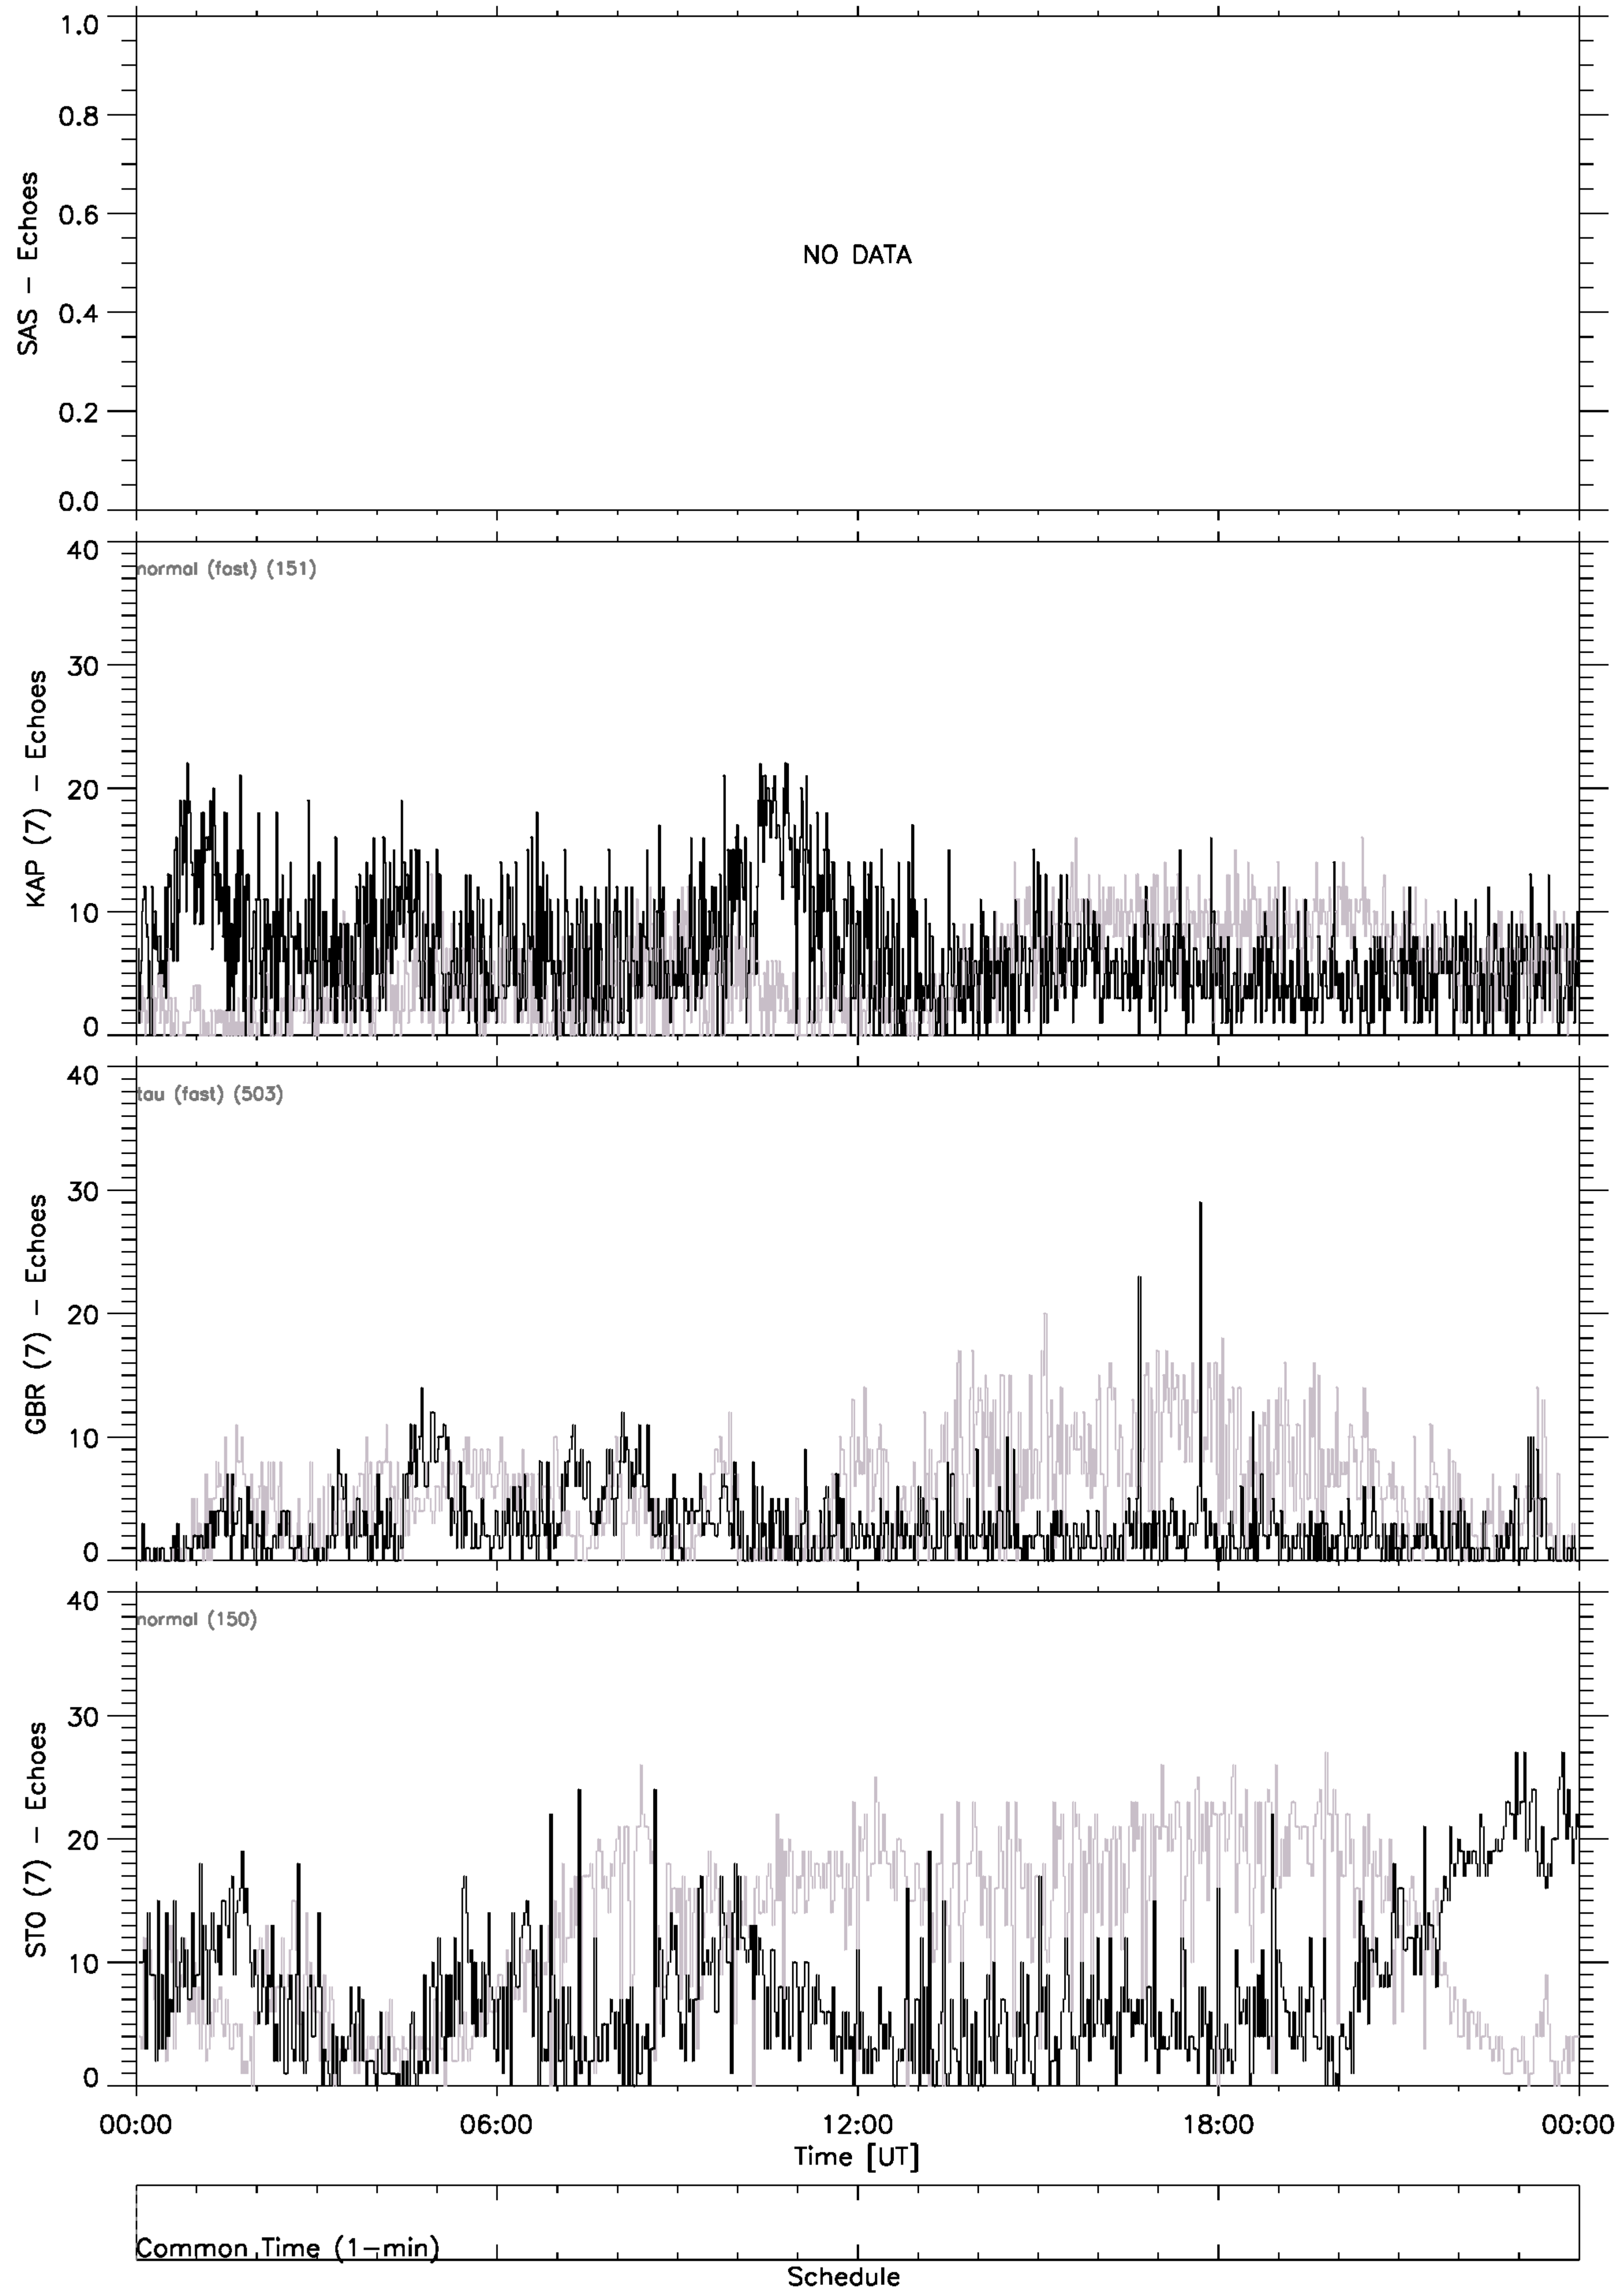 1.0
0.8
0.6
0.4
0.2
0.0
SAS − Echoes
NO DATA
40
30
20
10
0
KAP (7) − Echoes
normal (fast) (151)
40
30
20
10
0
GBR (7) − Echoes
tau (fast) (503)
40
30
20
10
0
STO (7) − Echoes
normal (150)
00:00 06:00 12:00 18:00 00:00
Time [UT]
Common Time (1−min)
Schedule